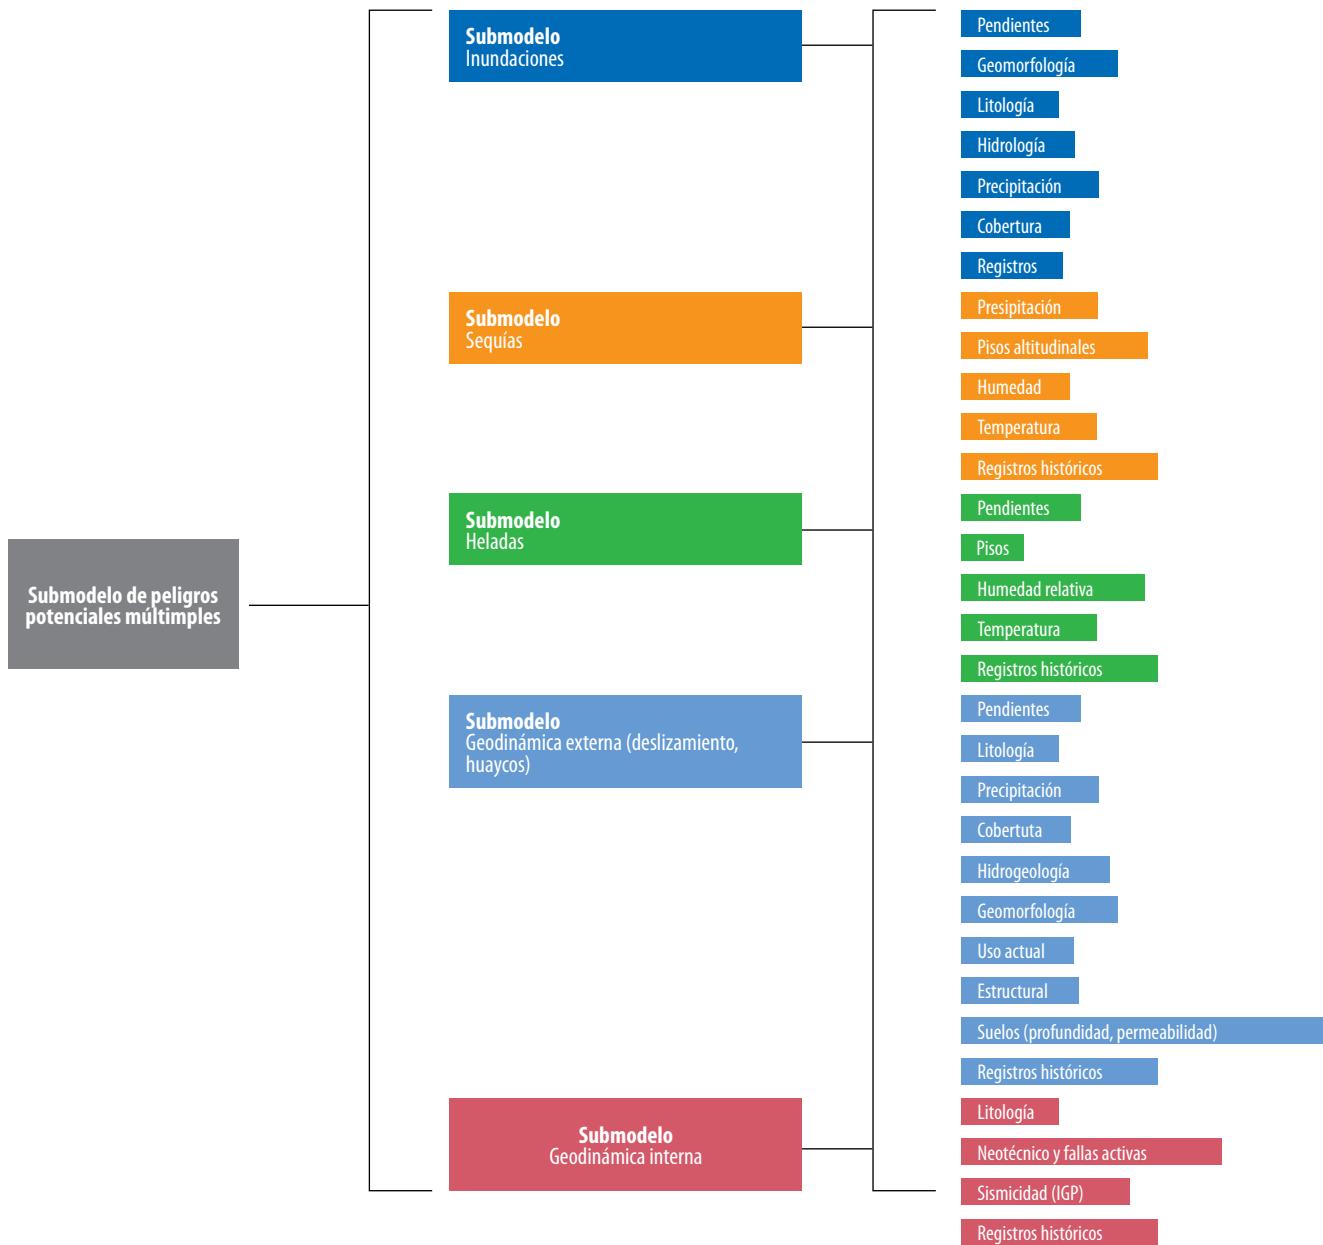 Submodelo de peligros
potenciales múltimples
Submodelo
Inundaciones
Pendientes
Geomorfología
Litología
Hidrología
Precipitación
Cobertura
Registros
Submodelo
Sequías
Presipitación
Pisos altitudinales
Humedad
Temperatura
Registros históricos
Submodelo
Heladas
Pendientes
Pisos
Humedad relativa
Temperatura
Registros históricos
Submodelo
Geodinámica externa (deslizamiento,
huaycos)
Pendientes
Litología
Precipitación
Cobertuta
Hidrogeología
Geomorfología
Uso actual
Estructural
Suelos (profundidad, permeabilidad)
Registros históricos
Submodelo
Geodinámica interna
Litología
Neotécnico y fallas activas
Sismicidad (IGP)
Registros históricos